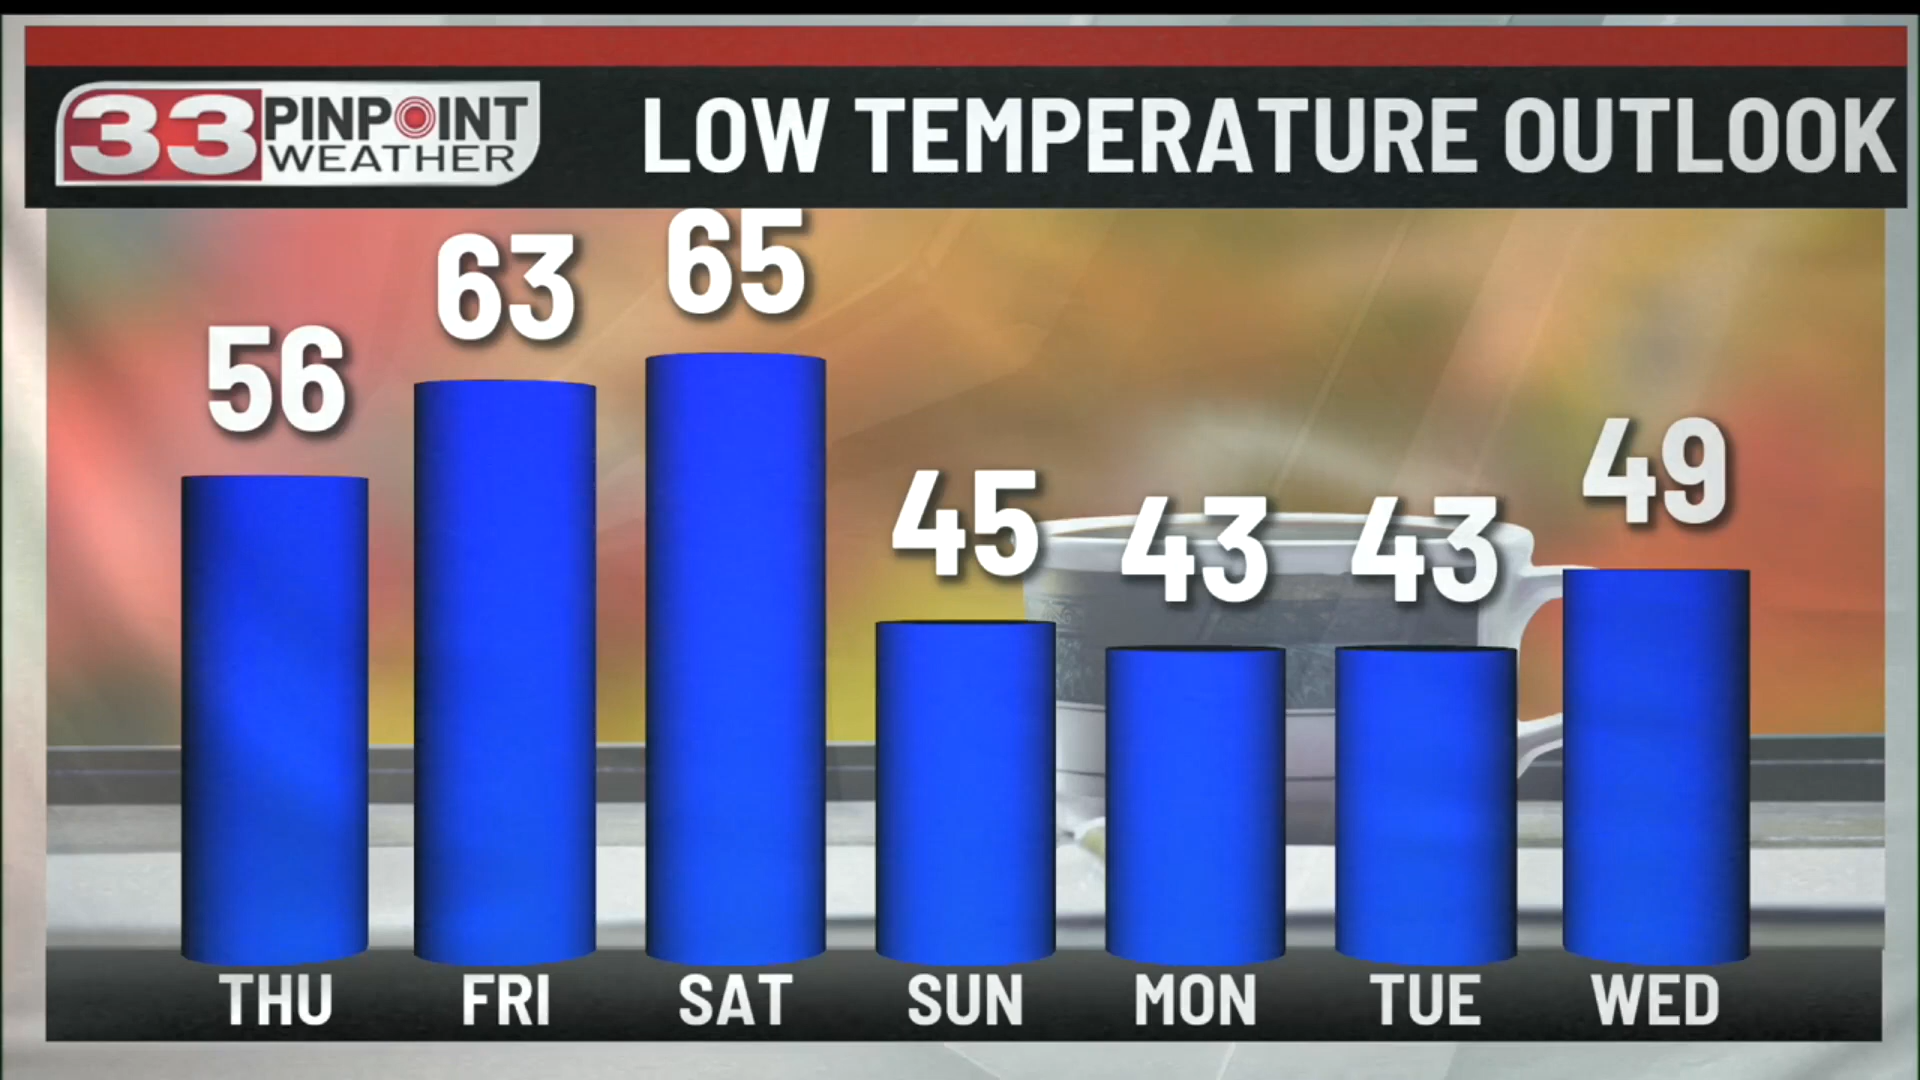 33 PINPOINT
WEATHER
LOW TEMPERATURE OUTLOOK
56 63 65 45 43 43 49
THU FRI SAT SUN MON TUE WED